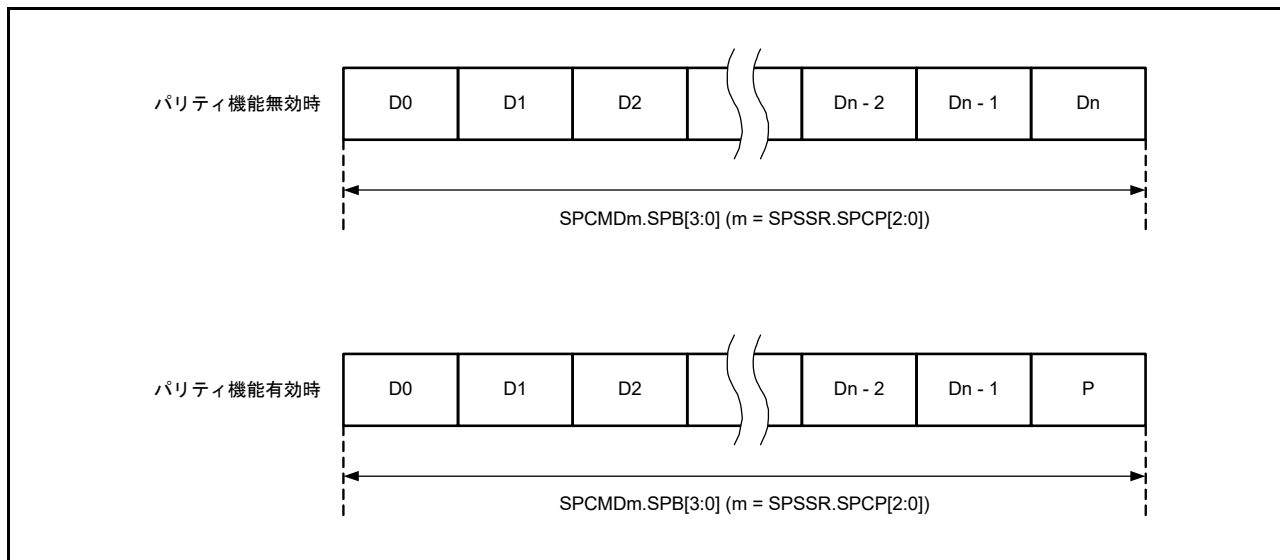 パリティ機能無効時 D0 D1 D2 Dn - 2 Dn - 1 Dn
SPCMDm.SPB[3:0] (m = SPSSR.SPCP[2:0])
パリティ機能有効時 D0 D1 D2 Dn - 2 Dn - 1 P
SPCMDm.SPB[3:0] (m = SPSSR.SPCP[2:0])